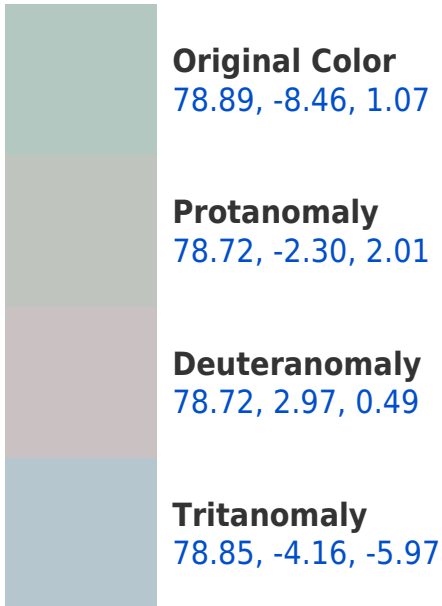 Original Color
78.89, -8.46, 1.07
Protanomaly
78.72, -2.30, 2.01
Deuteranomaly
78.72, 2.97, 0.49
Tritanomaly
78.85, -4.16, -5.97